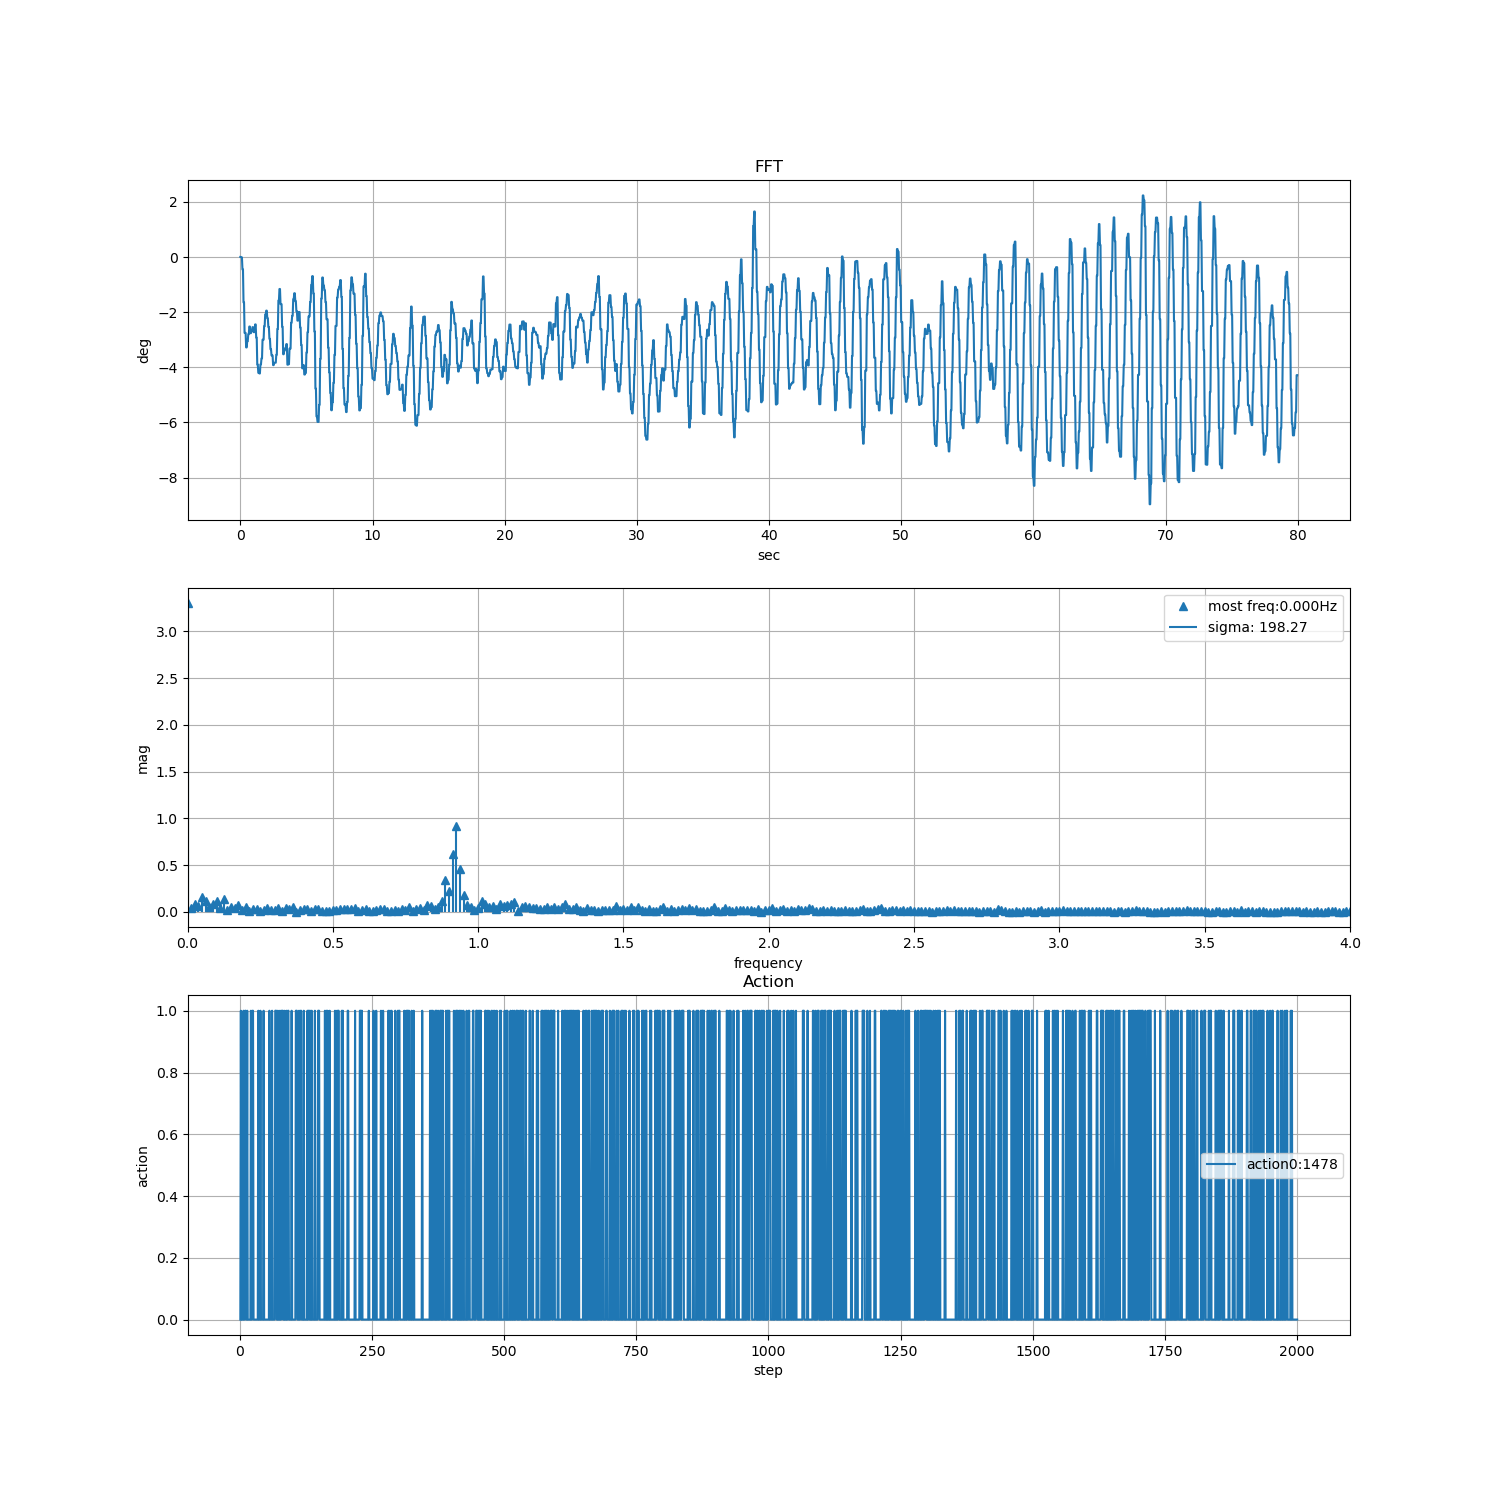 FFT
2
0
−2
−4
−6
−8
deg
0 10 20 30 40 50 60 70 80
sec
most freq:0.000Hz
sigma: 198.27
3.0
2.5
2.0
1.5
1.0
0.5
0.0
mag
0.0 0.5 1.0 1.5 2.0 2.5 3.0 3.5 4.0
frequency
Action
1.0
0.8
0.6
0.4
0.2
0.0
action
action0:1478
0 250 500 750 1000 1250 1500 1750 2000
step